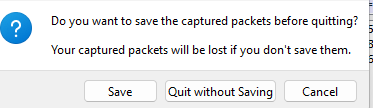 Do you want to save the captured packets before quitting?
Your captured packets will be lost if you don't save them.
Save
Quit without Saving
Cancel